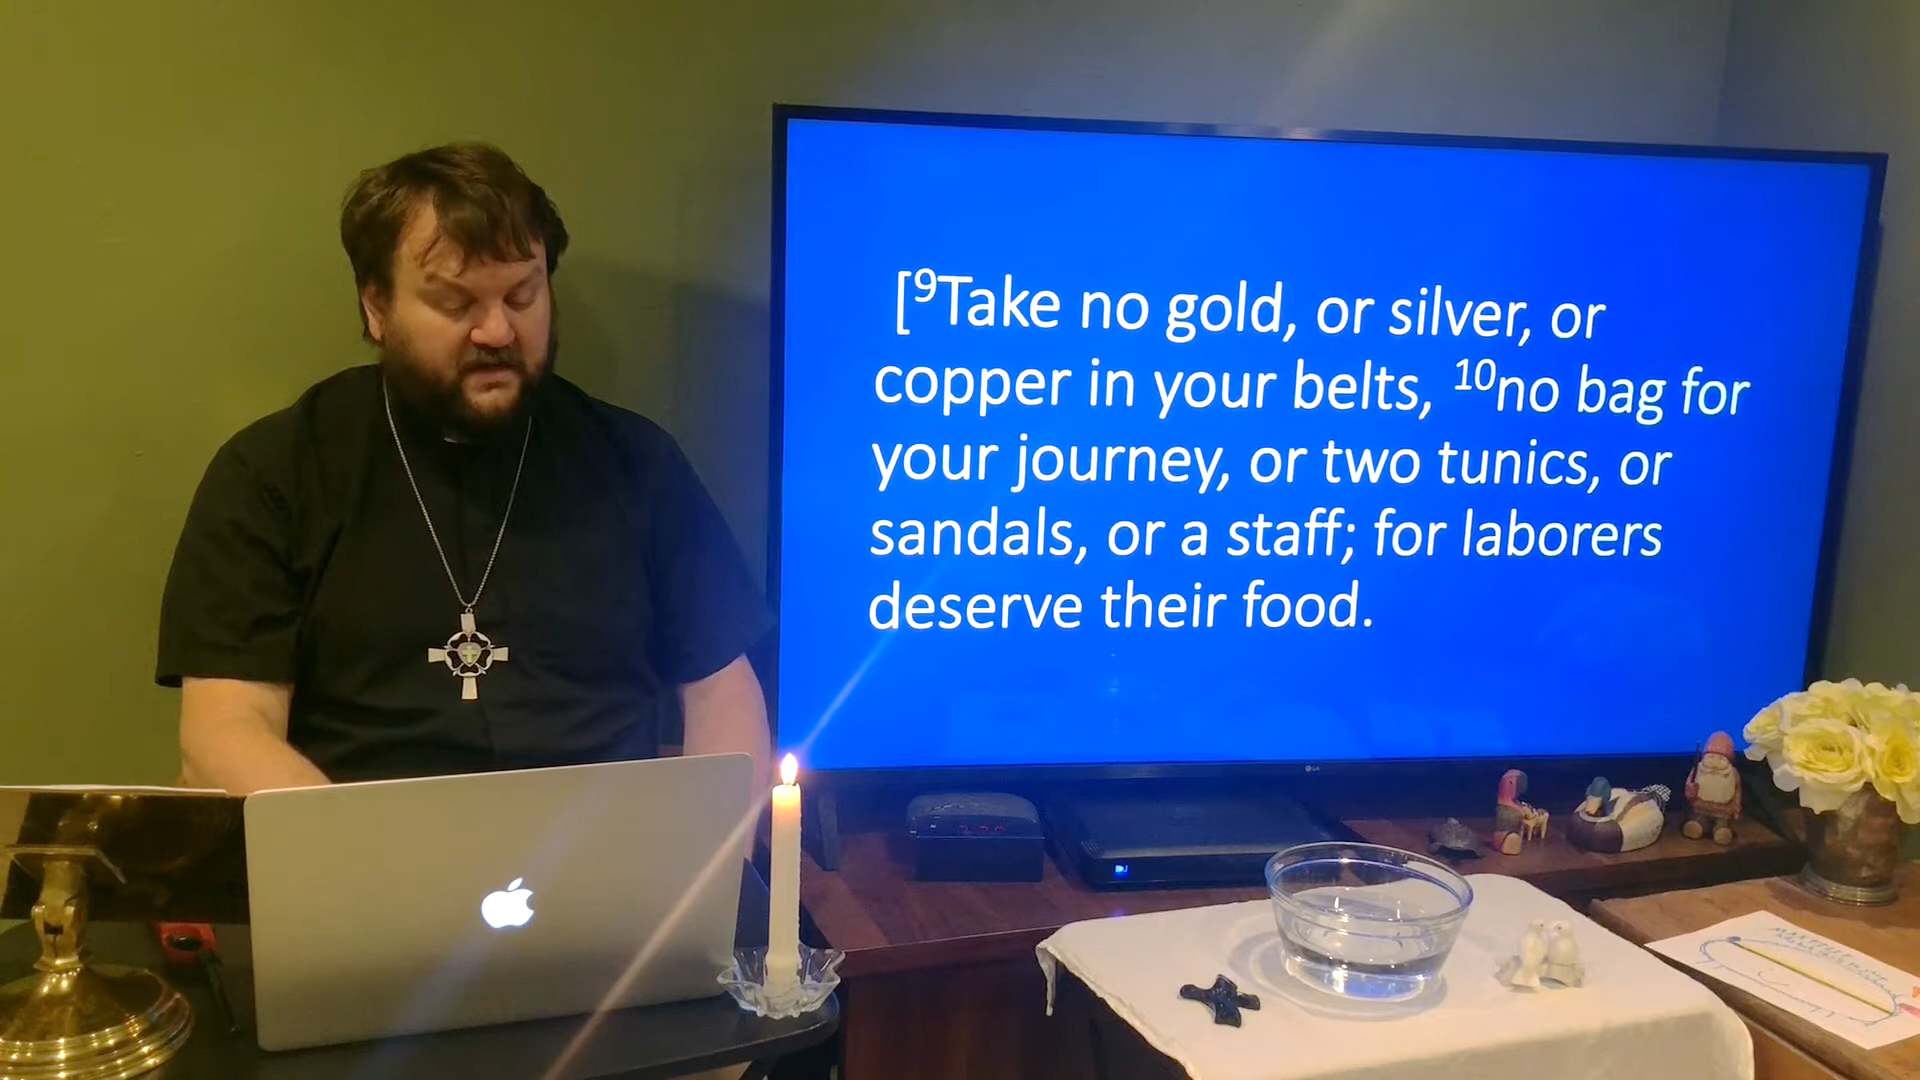 [⁹Take no gold, or silver, or
copper in your belts, ¹⁰no bag for
your journey, or two tunics, or
sandals, or a staff; for laborers
deserve their food.
LG